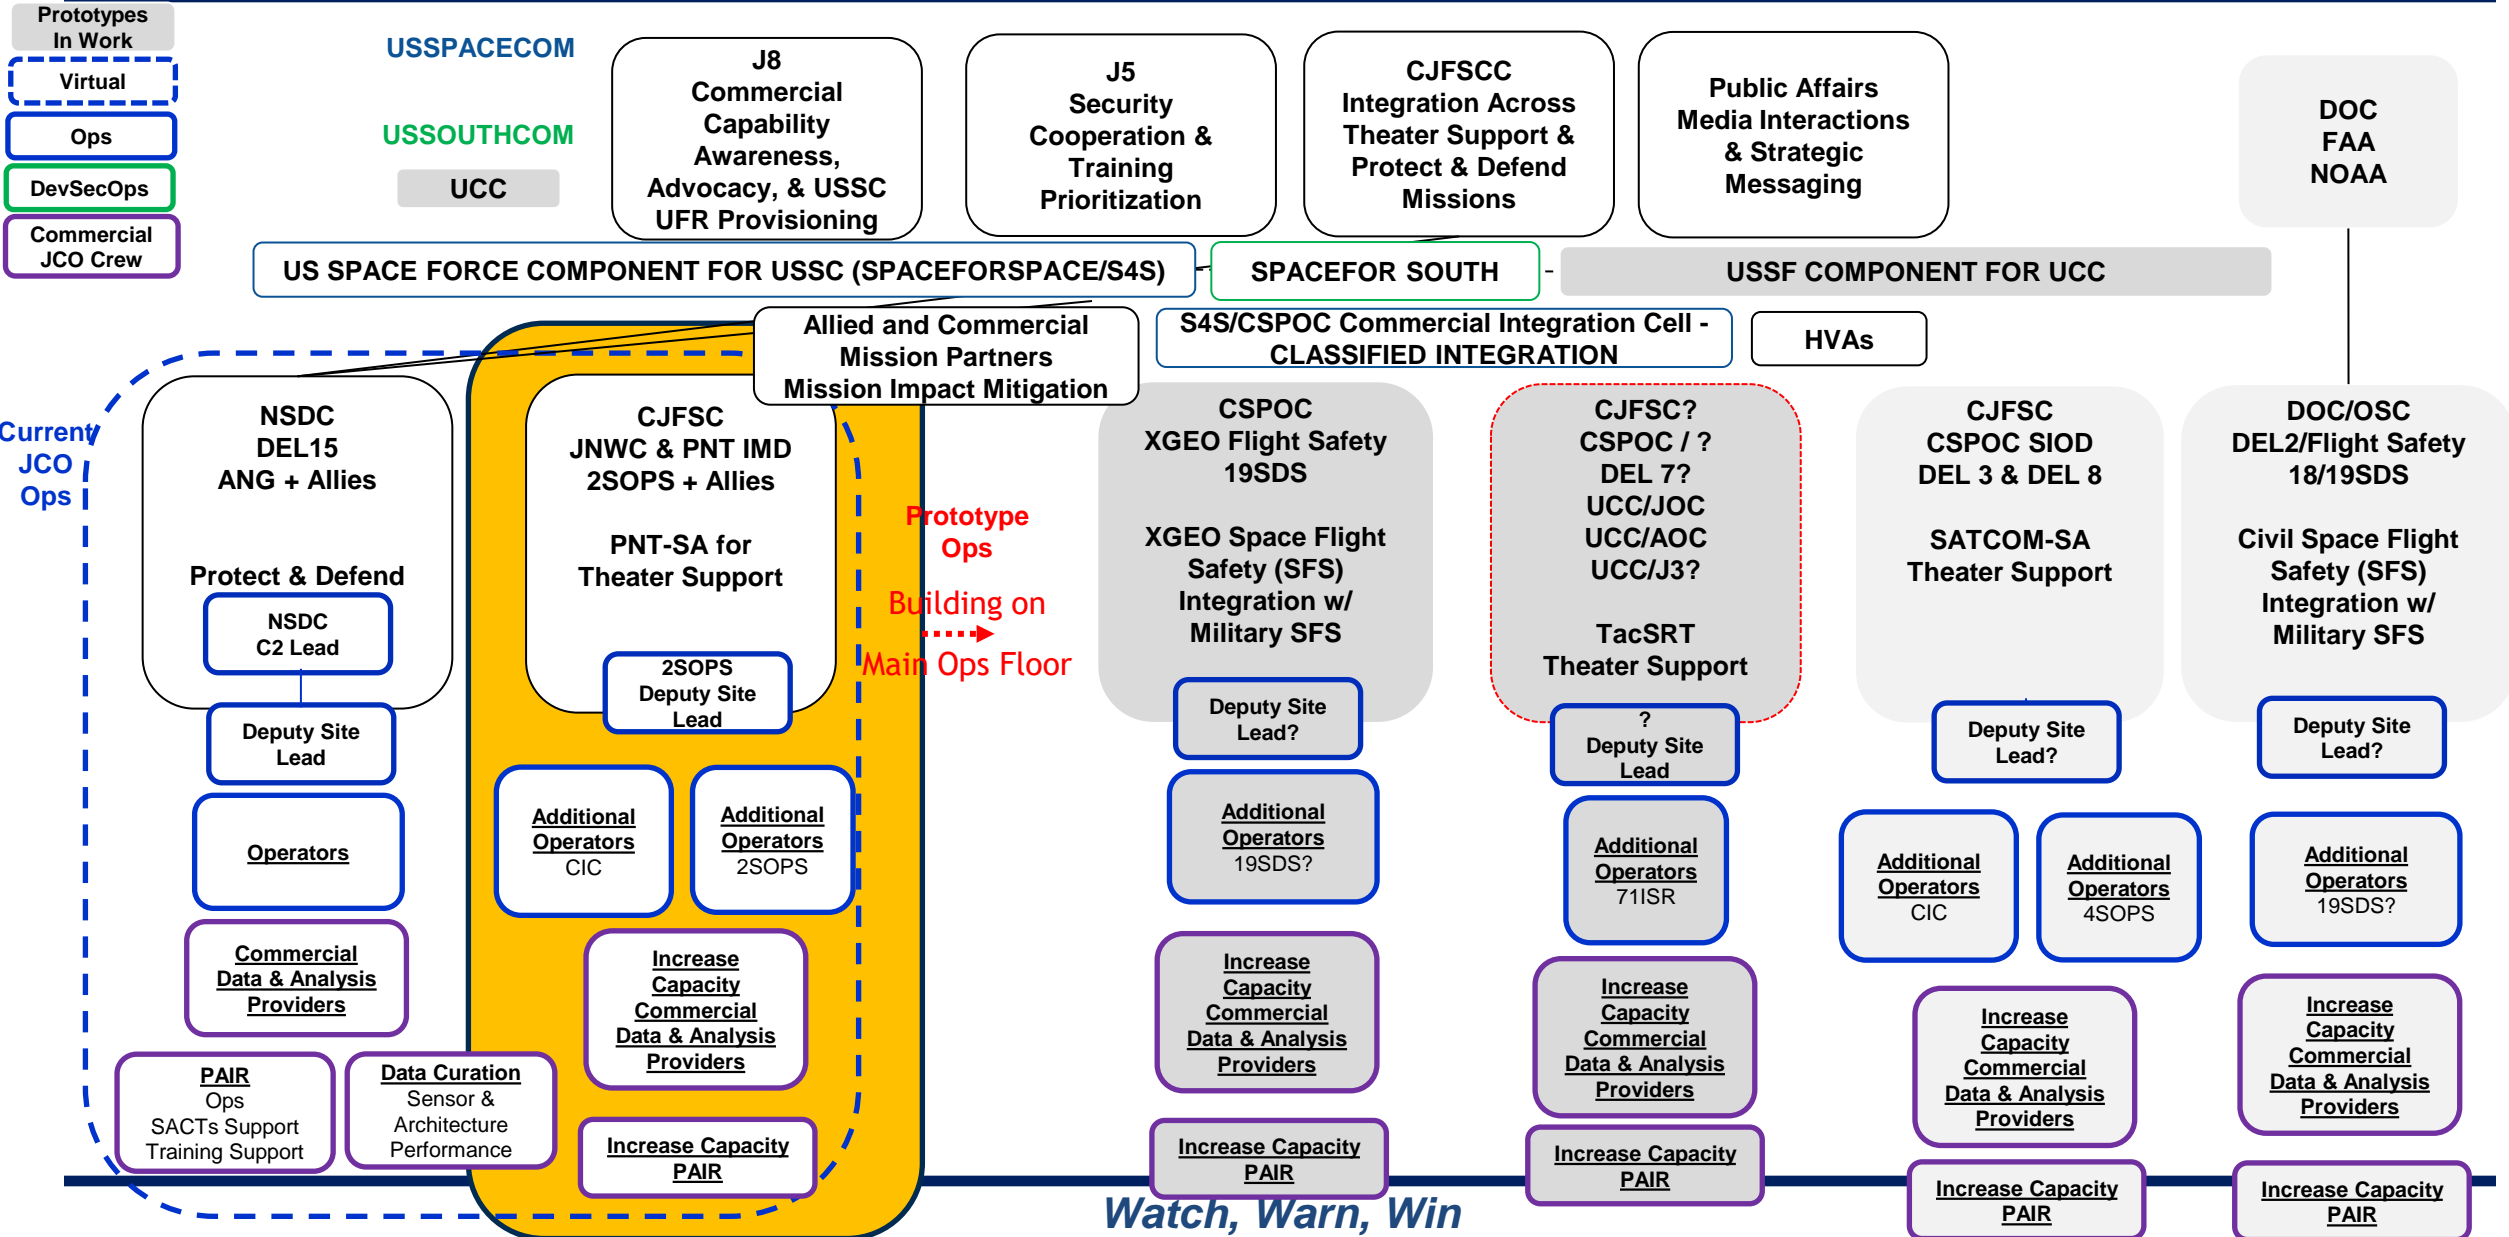 Prototypes
In Work
Virtual
Ops
DevSecOps
Commercial
JCO Crew
USSPACECOM
USSOUTHCOM
UCC
J8
Commercial
Capability
Awareness,
Advocacy, & USSC
UFR Provisioning
J5
Security
Cooperation &
Training
Prioritization
CJFSCC
Integration Across
Theater Support &
Protect & Defend
Missions
Public Affairs
Media Interactions
& Strategic
Messaging
DOC
FAA
NOAA
US SPACE FORCE COMPONENT FOR USSC (SPACEFORSPACE/S4S)
SPACEFOR SOUTH
USSF COMPONENT FOR UCC
Allied and Commercial
Mission Partners
Mission Impact Mitigation
S4S/CSPOC Commercial Integration Cell -
CLASSIFIED INTEGRATION
HVAs
Current
JCO
Ops
NSDC
DEL15
ANG + Allies
Protect & Defend
NSDC
C2 Lead
Deputy Site
Lead
Operators
Commercial
Data & Analysis
Providers
PAIR
Ops
SACTs Support
Training Support
Data Curation
Sensor &
Architecture
Performance
CJFSC
JNWC & PNT IMD
2SOPS + Allies
PNT-SA for
Theater Support
2SOPS
Deputy Site
Lead
Additional
Operators
CIC
Additional
Operators
2SOPS
Increase
Capacity
Commercial
Data & Analysis
Providers
Increase Capacity
PAIR
Prototype
Ops
Building on
Main Ops Floor
CSPOC
XGEO Flight Safety
19SDS
XGEO Space Flight
Safety (SFS)
Integration w/
Military SFS
Deputy Site
Lead?
Additional
Operators
19SDS?
Increase
Capacity
Commercial
Data & Analysis
Providers
Increase Capacity
PAIR
CJFSC?
CSPOC / ?
DEL 7?
UCC/JOC
UCC/AOC
UCC/J3?
TacSRT
Theater Support
?
Deputy Site
Lead
Additional
Operators
71ISR
Increase
Capacity
Commercial
Data & Analysis
Providers
Increase Capacity
PAIR
CJFSC
CSPOC SIOD
DEL 3 & DEL 8
SATCOM-SA
Theater Support
Deputy Site
Lead?
Additional
Operators
CIC
Additional
Operators
4SOPS
Increase
Capacity
Commercial
Data & Analysis
Providers
Increase Capacity
PAIR
DOC/OSC
DEL2/Flight Safety
18/19SDS
Civil Space Flight
Safety (SFS)
Integration w/
Military SFS
Deputy Site
Lead?
Additional
Operators
19SDS?
Increase
Capacity
Commercial
Data & Analysis
Providers
Increase Capacity
PAIR
Watch, Warn, Win